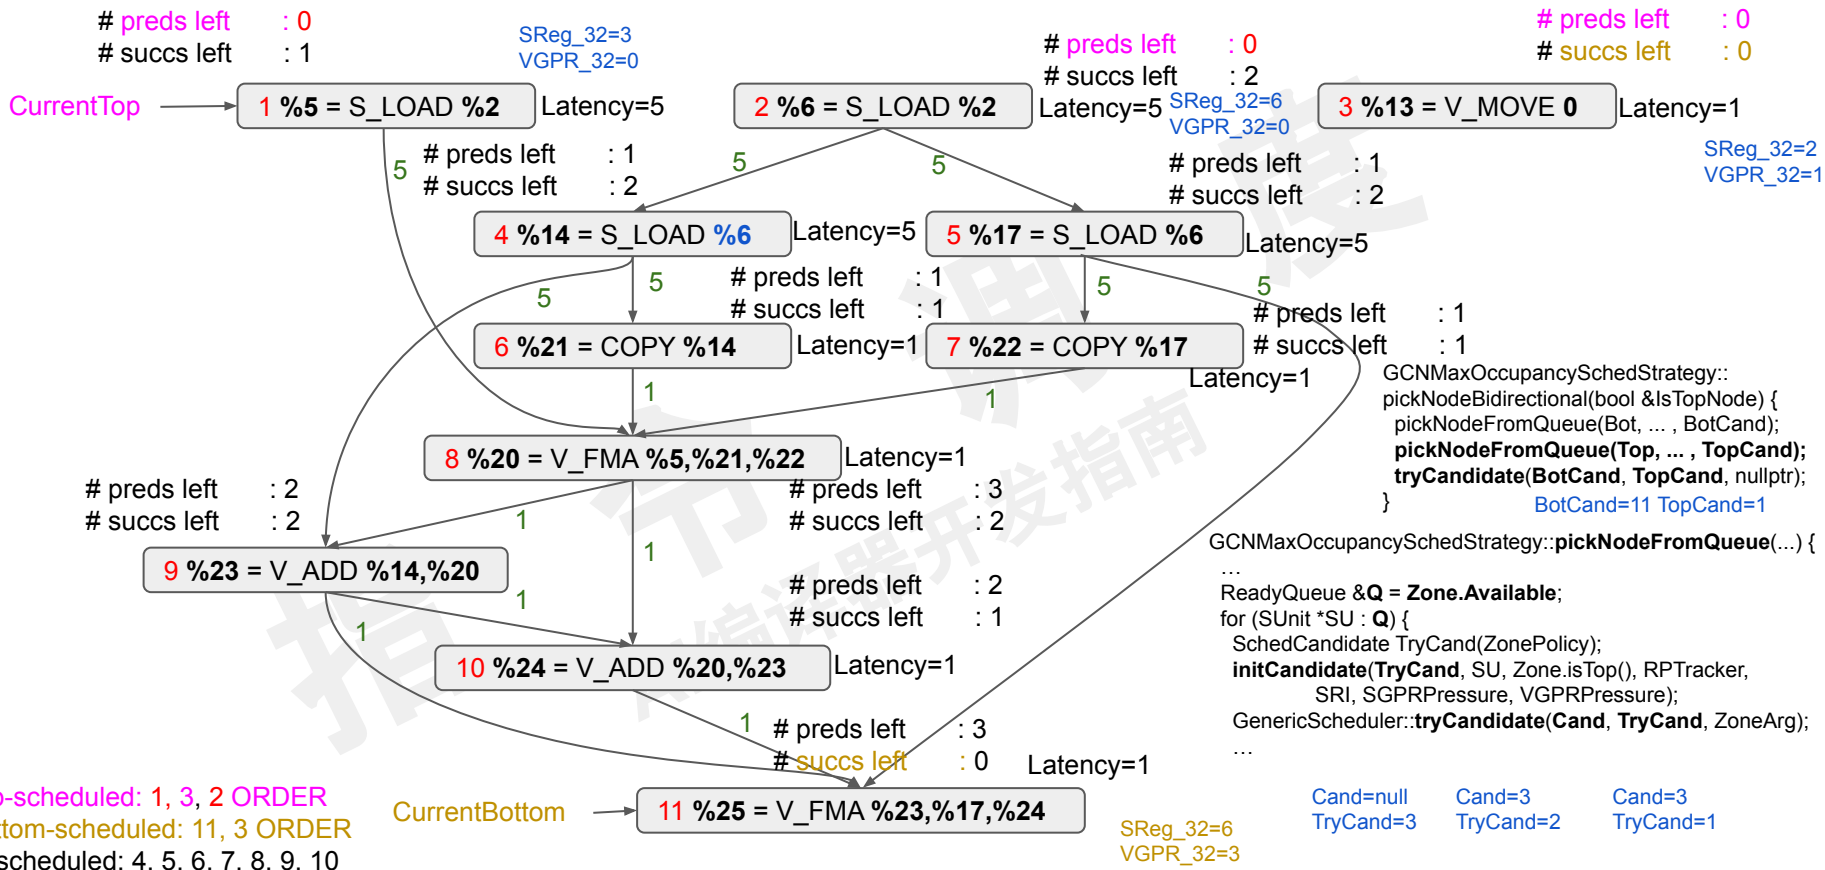 # preds left : 0
# succs left : 1
SReg_32=3
VGPR_32=0
# preds left : 0
# succs left : 2
# preds left : 0
# succs left : 0
CurrentTop
1 %5 = S_LOAD %2
Latency=5
2 %6 = S_LOAD %2
Latency=5
SReg_32=6
VGPR_32=0
3 %13 = V_MOVE 0
Latency=1
SReg_32=2
VGPR_32=1
5
# preds left : 1
# succs left : 2
5
5
# preds left : 1
# succs left : 2
4 %14 = S_LOAD %6
Latency=5
5 %17 = S_LOAD %6
Latency=5
5
5
# preds left : 1
# succs left : 1
5
5
# preds left : 1
# succs left : 1
6 %21 = COPY %14
Latency=1
7 %22 = COPY %17
Latency=1
1
1
8 %20 = V_FMA %5,%21,%22
Latency=1
# preds left : 2
# succs left : 2
# preds left : 3
# succs left : 2
1
1
9 %23 = V_ADD %14,%20
1
1
# preds left : 2
# succs left : 1
10 %24 = V_ADD %20,%23
Latency=1
1
# preds left : 3
# succs left : 0
Latency=1
CurrentBottom
11 %25 = V_FMA %23,%17,%24
SReg_32=6
VGPR_32=3
GCNMaxOccupancySchedStrategy::
pickNodeBidirectional(bool &IsTopNode) {
pickNodeFromQueue(Bot, ... , BotCand);
pickNodeFromQueue(Top, ... , TopCand);
tryCandidate(BotCand, TopCand, nullptr);
}
BotCand=11 TopCand=1
GCNMaxOccupancySchedStrategy::pickNodeFromQueue(...) {
…
ReadyQueue &Q = Zone.Available;
for (SUnit *SU : Q) {
SchedCandidate TryCand(ZonePolicy);
initCandidate(TryCand, SU, Zone.isTop(), RPTracker,
SRI, SGPRPressure, VGPRPressure);
GenericScheduler::tryCandidate(Cand, TryCand, ZoneArg);
…
Cand=null
TryCand=3
Cand=3
TryCand=2
Cand=3
TryCand=1
-scheduled: 1, 3, 2 ORDER
ttom-scheduled: 11, 3 ORDER
scheduled: 4, 5, 6, 7, 8, 9, 10
指令调度
编译器开发指南